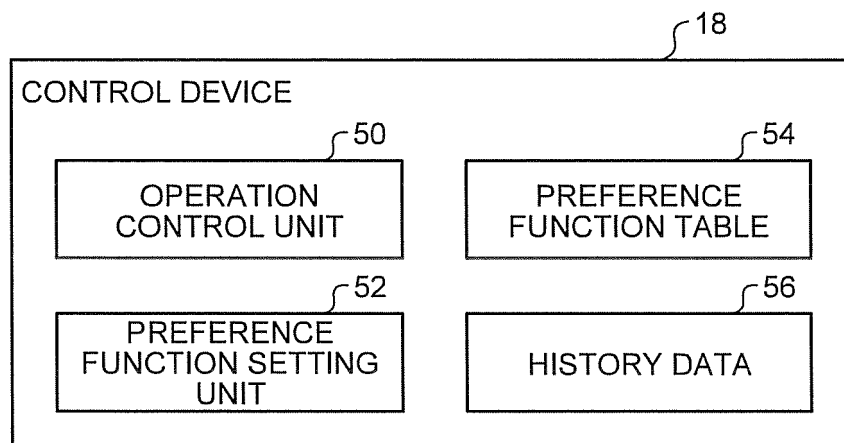 18
CONTROL DEVICE
50
OPERATION
CONTROL UNIT
54
PREFERENCE
FUNCTION TABLE
52
PREFERENCE
FUNCTION SETTING
UNIT
56
HISTORY DATA